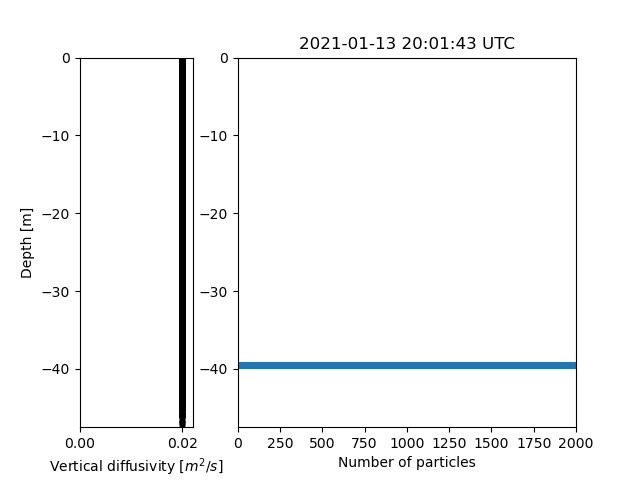 2021-01-13 20:01:43 UTC
0
−10
−20
−30
−40
Depth [m]
0.00 0.02
Vertical diffusivity [m²/s]
0
−10
−20
−30
−40
0 250 500 750 1000 1250 1500 1750 2000
Number of particles